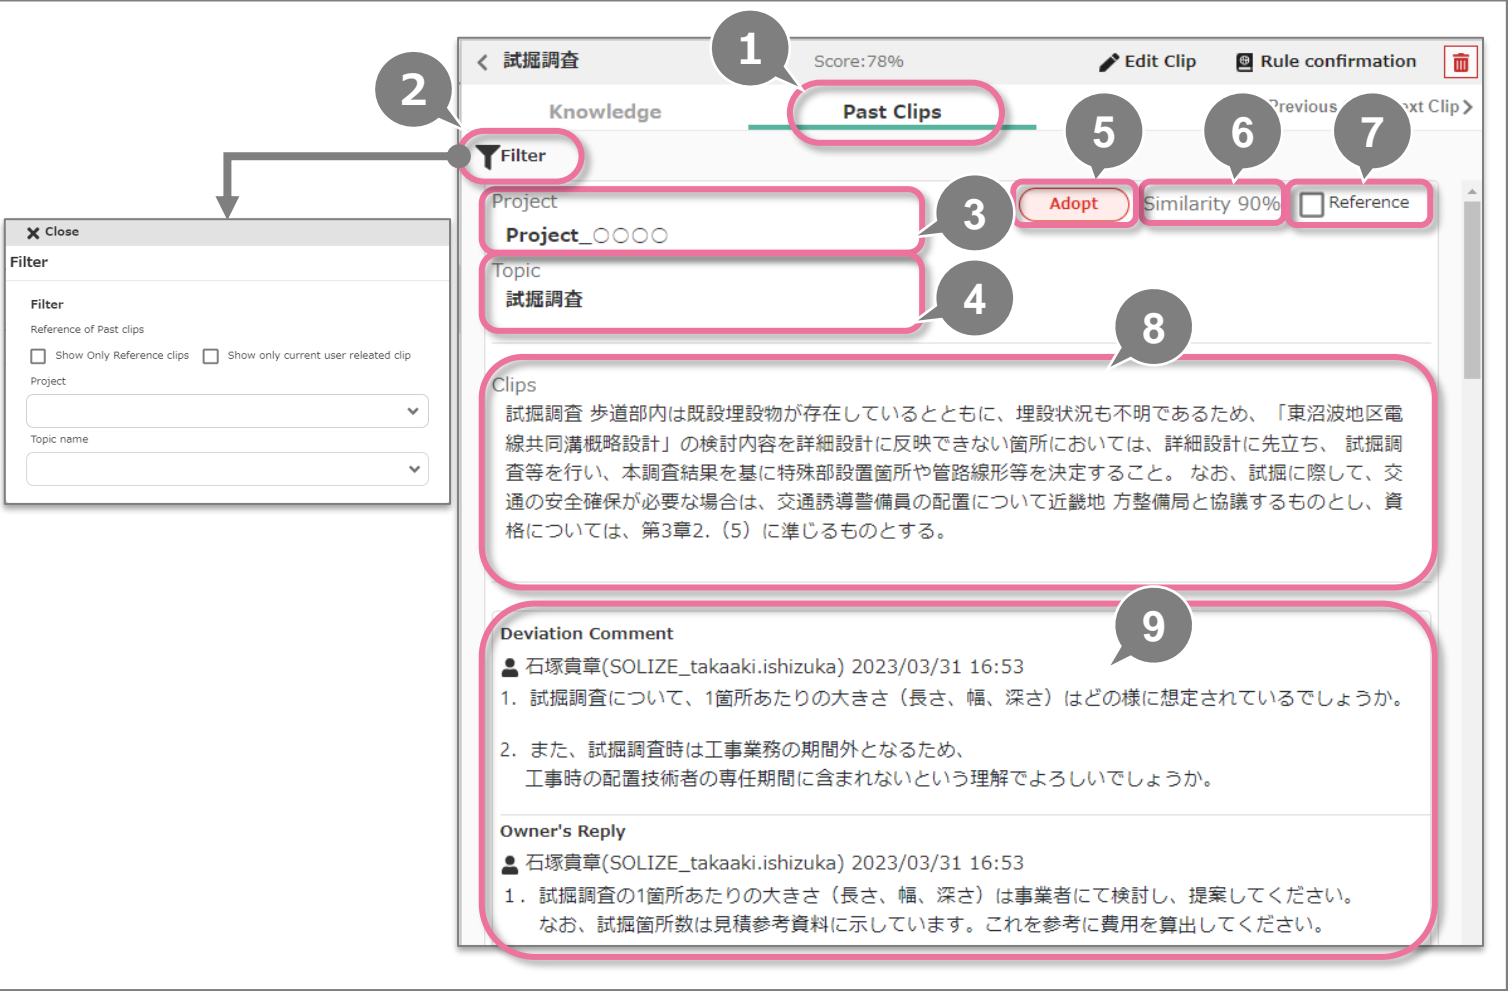 1
2
試掘調査
Score:78%
Edit Clip
Rule confirmation
Knowledge
Past Clips
Previous
ext Clip
5
6
7
Filter
Project
Project_○○○○
3
Adopt
Similarity 90%
Reference
Topic
試掘調査
4
8
Close
Filter
Filter
Reference of Past clips
Show Only Reference clips
Show only current user releated clip
Project
Topic name
Clips
試掘調査 歩道部内は既設埋設物が存在しているとともに、埋設状況も不明であるため、「東沼波地区電
線共同溝概略設計」の検討内容を詳細設計に反映できない箇所においては、詳細設計に先立ち、 試掘調
査等を行い、本調査結果を基に特殊部設置箇所や管路線形等を決定すること。 なお、試掘に際して、交
通の安全確保が必要な場合は、交通誘導警備員の配置について近畿地 方整備局と協議するものとし、資
格については、第3章2.（5）に準じるものとする。
9
Deviation Comment
石塚貴章(SOLIZE_takaaki.ishizuka) 2023/03/31 16:53
1. 試掘調査について、1箇所あたりの大きさ（長さ、幅、深さ）はどの様に想定されているでしょうか。
2. また、試掘調査時は工事業務の期間外となるため、
工事時の配置技術者の専任期間に含まれないという理解でよろしいでしょうか。
Owner's Reply
石塚貴章(SOLIZE_takaaki.ishizuka) 2023/03/31 16:53
1. 試掘調査の1箇所あたりの大きさ（長さ、幅、深さ）は事業者にて検討し、提案してください。
なお、試掘箇所数は見積参考資料に示しています。これを参考に費用を算出してください。